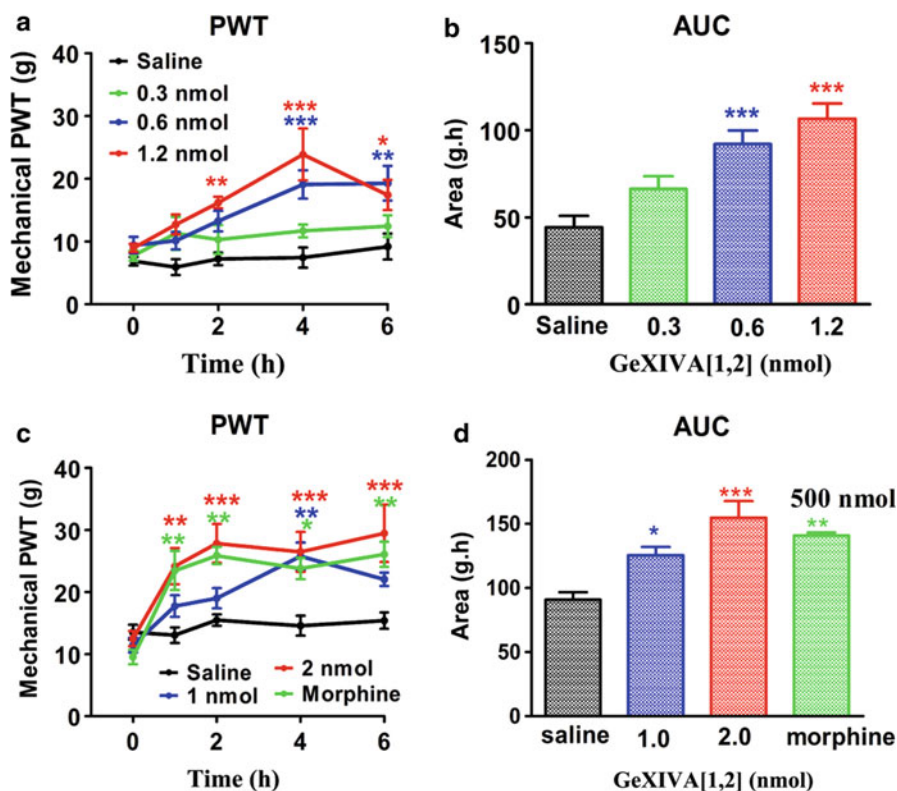 a
PWT
Mechanical PWT (g)
40
30
20
10
0
Saline
0.3 nmol
0.6 nmol
1.2 nmol
**
***
***
*
**
0 2 4 6
Time (h)
b
AUC
Area (g.h)
150
100
50
0
***
***
Saline 0.3 0.6 1.2
GeXIVA[1,2] (nmol)
c
PWT
Mechanical PWT (g)
40
30
20
10
0
**
**
***
**
***
**
*
***
**
Saline 2 nmol
1 nmol Morphine
0 2 4 6
Time (h)
d
AUC
Area (g.h)
200
150
100
50
0
*
***
500 nmol
**
saline 1.0 2.0 morphine
GeXIVA[1,2] (nmol)